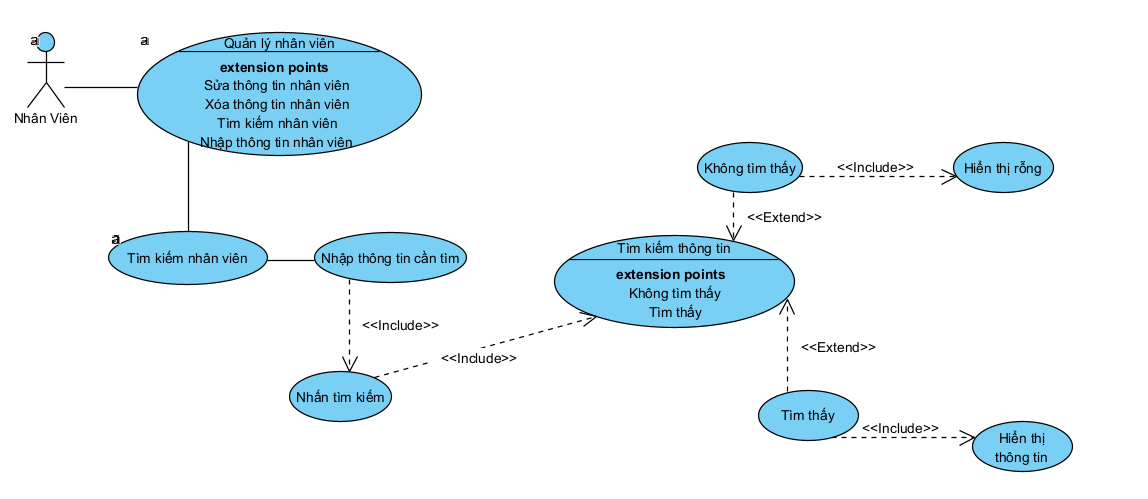 a
a
Quản lý nhân viên
extension points
Sửa thông tin nhân viên
Xóa thông tin nhân viên
Tìm kiếm nhân viên
Nhập thông tin nhân viên
Nhân Viên
Không tìm thấy
<<Include>>
Hiển thị rỗng
<<Extend>>
Tìm kiếm nhân viên
Nhập thông tin cần tìm
Tìm kiếm thông tin
extension points
Không tìm thấy
Tìm thấy
<<Include>>
<<Include>>
<<Extend>>
Nhấn tìm kiếm
Tìm thấy
<<Include>>
Hiển thị
thông tin